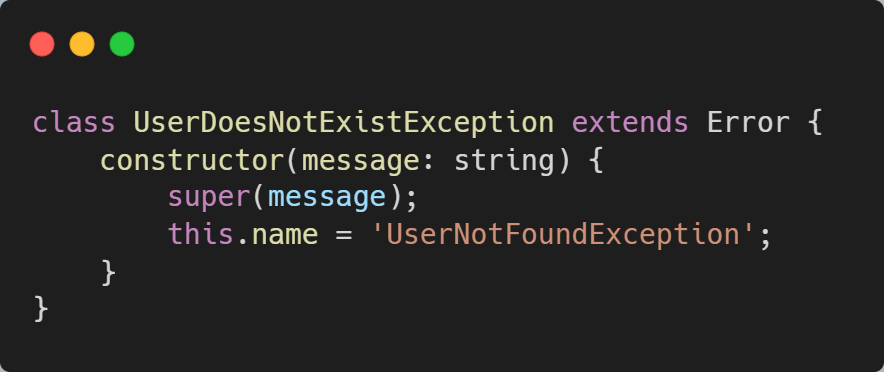 class UserDoesNotExistException extends Error {
    constructor(message: string) {
        super(message);
        this.name = 'UserNotFoundException';
    }
}